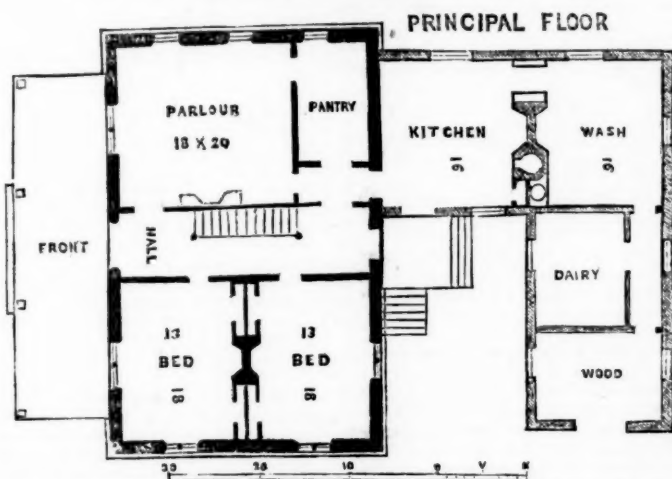 PRINCIPAL FLOOR
PARLOUR
18 X 20
PANTRY
KITCHEN
16
WASH
16
FRONT
HALL
DAIRY
13
BED
18
13
BED
18
WOOD
10